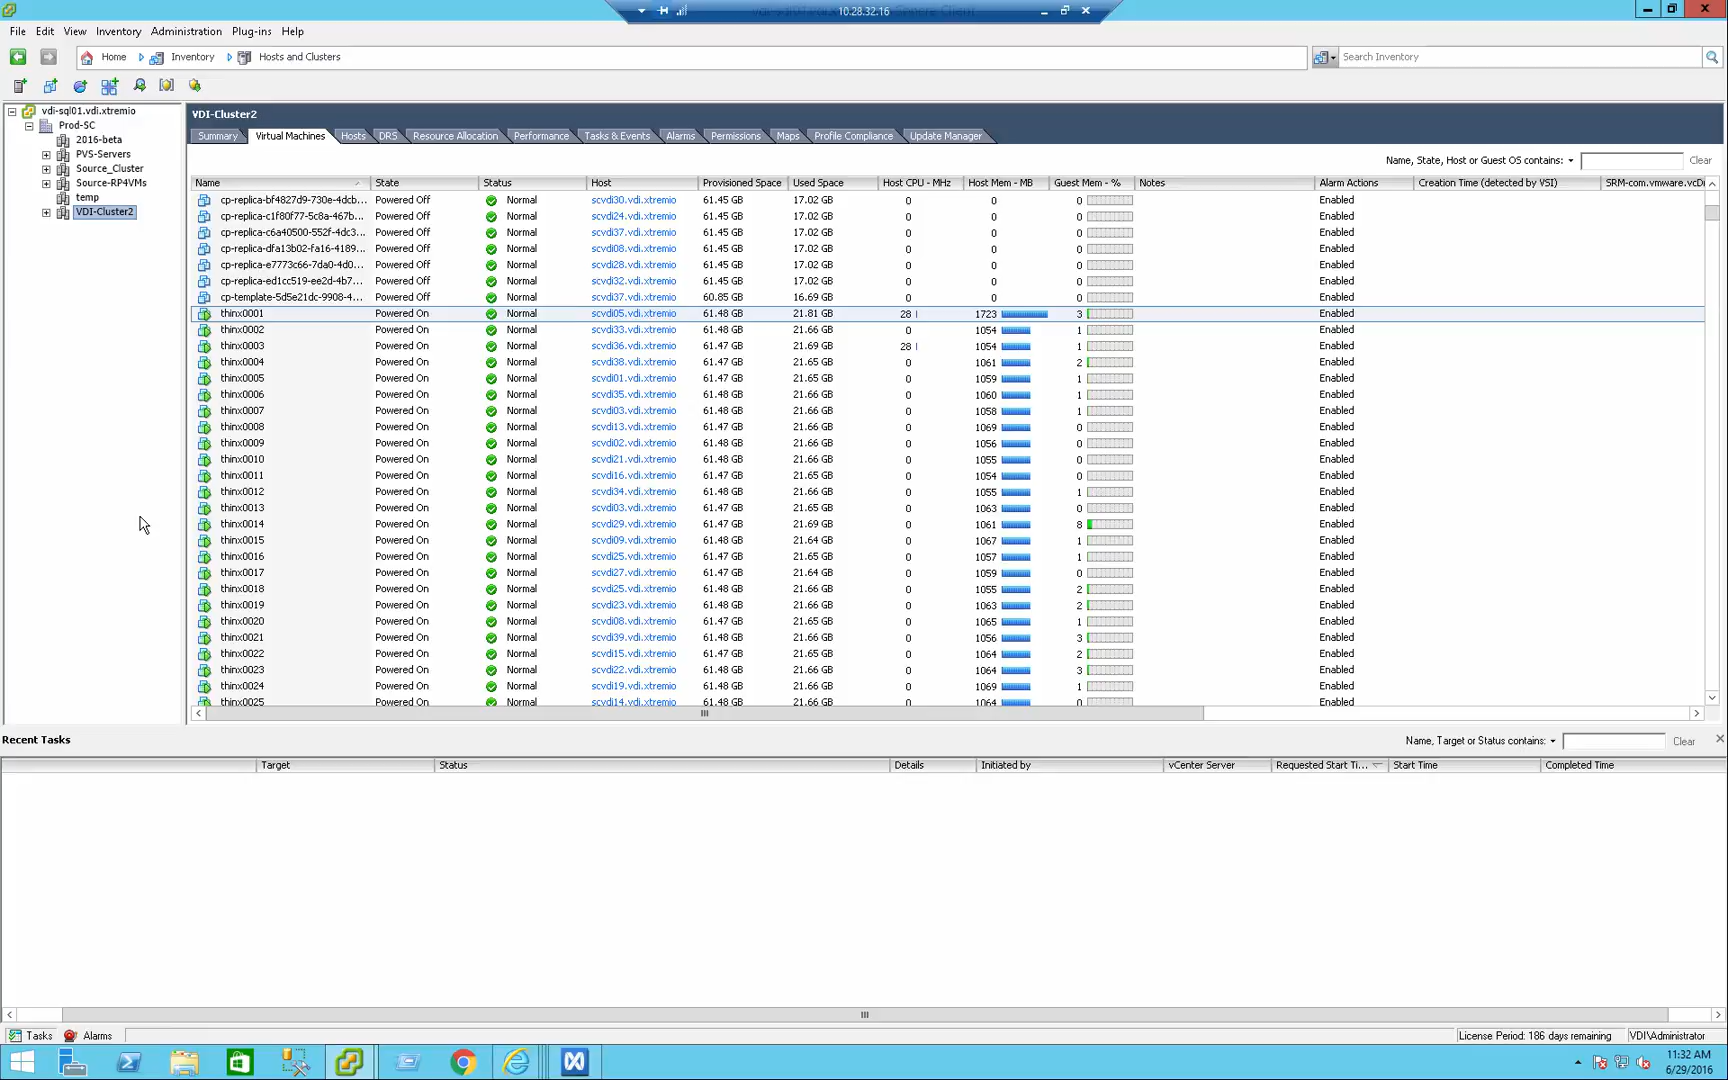 10.28.32.16
File Edit View Inventory Administration Plug-ins Help
Home Inventory Hosts and Clusters Search Inventory
vdi-sql01.vdi.xtremio
Prod-SC
2016-beta
PVS-Servers
Source_Cluster
Source-RP4VMs
temp
VDI-Cluster2
VDI-Cluster2
Summary Virtual Machines Hosts DRS Resource Allocation Performance Tasks & Events Alarms Permissions Maps Profile Compliance Update Manager
Name, State, Host or Guest OS contains: Clear
Name State Status Host Provisioned Space Used Space Host CPU - MHz Host Mem - MB Guest Mem - % Notes Alarm Actions Creation Time (detected by VSI) SRM-com.vmware.vcDr
cp-replica-bf4827d9-730e-4dcb... Powered Off Normal scvdi30.vdi.xtremio 61.45 GB 17.02 GB 0 0 0 Enabled
cp-replica-c1f80f77-5c8a-467b... Powered Off Normal scvdi24.vdi.xtremio 61.45 GB 17.02 GB 0 0 0 Enabled
cp-replica-c6a40500-552f-4dc3... Powered Off Normal scvdi37.vdi.xtremio 61.45 GB 17.02 GB 0 0 0 Enabled
cp-replica-dfa13b02-fa16-4189... Powered Off Normal scvdi08.vdi.xtremio 61.45 GB 17.02 GB 0 0 0 Enabled
cp-replica-e7773c66-7da0-4d0... Powered Off Normal scvdi28.vdi.xtremio 61.45 GB 17.02 GB 0 0 0 Enabled
cp-replica-ed1cc519-ee2d-4b7... Powered Off Normal scvdi32.vdi.xtremio 61.45 GB 17.02 GB 0 0 0 Enabled
cp-template-5d5e21dc-9908-4... Powered Off Normal scvdi37.vdi.xtremio 60.85 GB 16.69 GB 0 0 0 Enabled
thinx0001 Powered On Normal scvdi05.vdi.xtremio 61.48 GB 21.81 GB 28 1723 3 Enabled
thinx0002 Powered On Normal scvdi33.vdi.xtremio 61.48 GB 21.66 GB 0 1054 1 Enabled
thinx0003 Powered On Normal scvdi36.vdi.xtremio 61.47 GB 21.69 GB 28 1054 1 Enabled
thinx0004 Powered On Normal scvdi38.vdi.xtremio 61.47 GB 21.65 GB 0 1061 2 Enabled
thinx0005 Powered On Normal scvdi01.vdi.xtremio 61.47 GB 21.65 GB 0 1059 1 Enabled
thinx0006 Powered On Normal scvdi35.vdi.xtremio 61.48 GB 21.66 GB 0 1060 1 Enabled
thinx0007 Powered On Normal scvdi03.vdi.xtremio 61.48 GB 21.66 GB 0 1058 1 Enabled
thinx0008 Powered On Normal scvdi13.vdi.xtremio 61.48 GB 21.66 GB 0 1069 0 Enabled
thinx0009 Powered On Normal scvdi02.vdi.xtremio 61.48 GB 21.66 GB 0 1056 0 Enabled
thinx0010 Powered On Normal scvdi21.vdi.xtremio 61.48 GB 21.66 GB 0 1055 0 Enabled
thinx0011 Powered On Normal scvdi16.vdi.xtremio 61.47 GB 21.65 GB 0 1054 0 Enabled
thinx0012 Powered On Normal scvdi34.vdi.xtremio 61.48 GB 21.66 GB 0 1055 1 Enabled
thinx0013 Powered On Normal scvdi03.vdi.xtremio 61.47 GB 21.65 GB 0 1063 0 Enabled
thinx0014 Powered On Normal scvdi29.vdi.xtremio 61.47 GB 21.69 GB 0 1061 8 Enabled
thinx0015 Powered On Normal scvdi09.vdi.xtremio 61.48 GB 21.64 GB 0 1067 1 Enabled
thinx0016 Powered On Normal scvdi25.vdi.xtremio 61.47 GB 21.65 GB 0 1057 1 Enabled
thinx0017 Powered On Normal scvdi27.vdi.xtremio 61.47 GB 21.64 GB 0 1059 0 Enabled
thinx0018 Powered On Normal scvdi25.vdi.xtremio 61.48 GB 21.66 GB 0 1055 2 Enabled
thinx0019 Powered On Normal scvdi23.vdi.xtremio 61.48 GB 21.66 GB 0 1063 2 Enabled
thinx0020 Powered On Normal scvdi08.vdi.xtremio 61.47 GB 21.65 GB 0 1065 1 Enabled
thinx0021 Powered On Normal scvdi39.vdi.xtremio 61.48 GB 21.66 GB 0 1056 3 Enabled
thinx0022 Powered On Normal scvdi15.vdi.xtremio 61.47 GB 21.65 GB 0 1064 2 Enabled
thinx0023 Powered On Normal scvdi22.vdi.xtremio 61.48 GB 21.66 GB 0 1064 3 Enabled
thinx0024 Powered On Normal scvdi19.vdi.xtremio 61.48 GB 21.66 GB 0 1069 1 Enabled
thinx0025 Powered On Normal scvdi14.vdi.xtremio 61.48 GB 21.66 GB 0 1064 0 Enabled
Recent Tasks Name, Target or Status contains: Clear
Target Status Details Initiated by vCenter Server Requested Start Ti... Start Time Completed Time
Tasks Alarms License Period: 186 days remaining VDI\Administrator
11:32 AM
6/29/2016